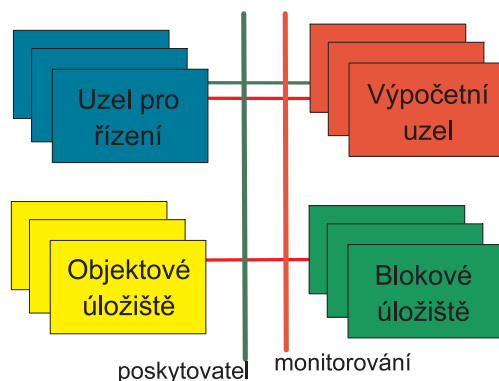 Uzel pro
řízení
Výpočetní
uzel
Objektové
úložiště
Blokové
úložiště
poskytovatel
monitorování